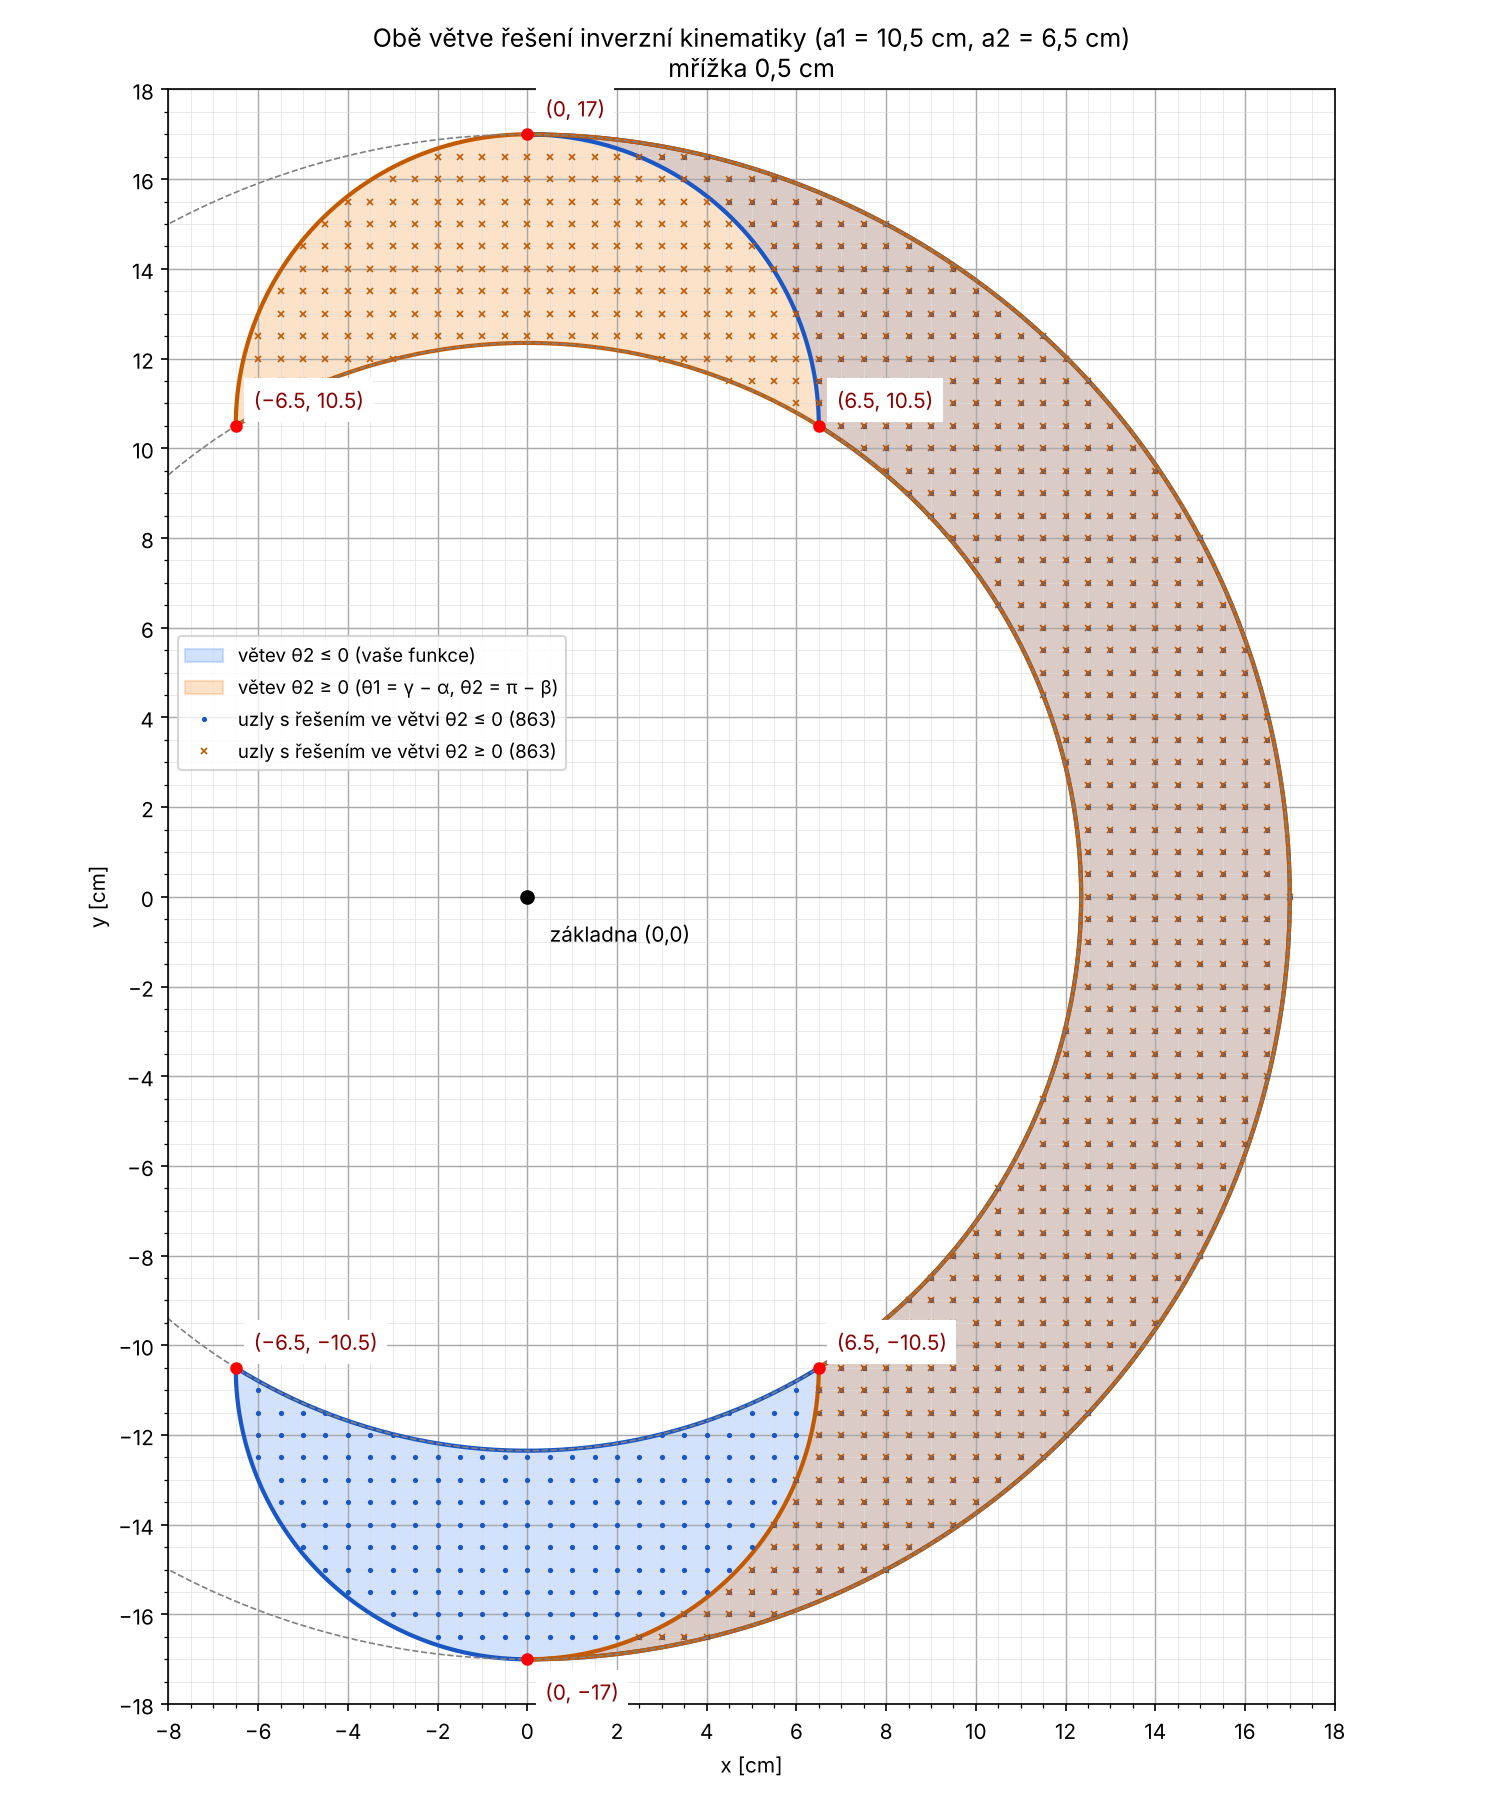 Obě větve řešení inverzní kinematiky (a1 = 10,5 cm, a2 = 6,5 cm)
mřížka 0,5 cm
18
(0, 17)
16
14
12
(−6.5, 10.5)
(6.5, 10.5)
10
8
6
větev θ2 ≤ 0 (vaše funkce)
větev θ2 ≥ 0 (θ1 = γ − α, θ2 = π − β)
uzly s řešením ve větvi θ2 ≤ 0 (863)
uzly s řešením ve větvi θ2 ≥ 0 (863)
4
2
0
y [cm]
základna (0,0)
−2
−4
−6
−8
−10
(−6.5, −10.5)
(6.5, −10.5)
−12
−14
−16
(0, −17)
−18
−8 −6 −4 −2 0 2 4 6 8 10 12 14 16 18
x [cm]